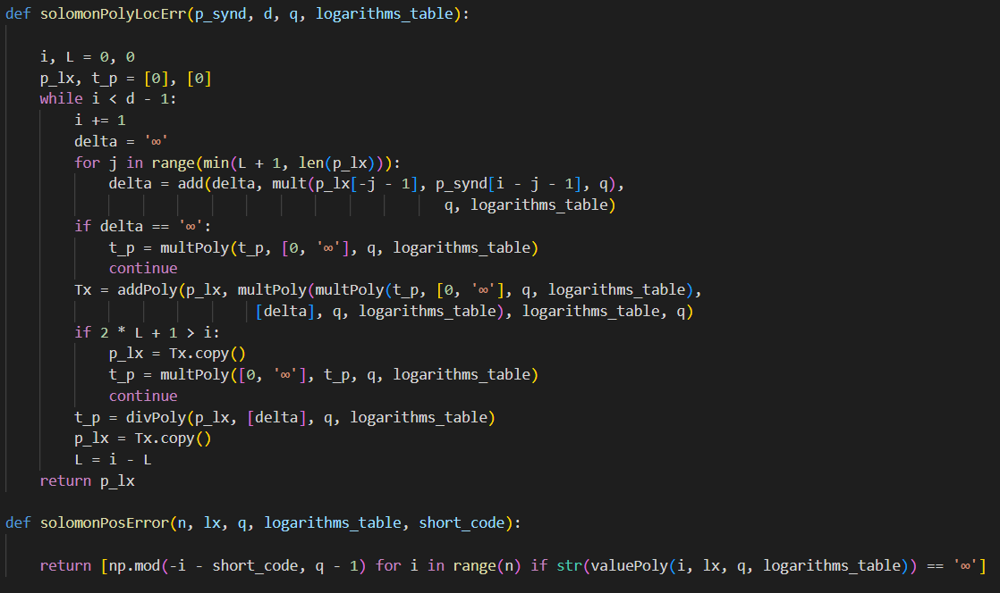 def solomonPolyLocErr(p_synd, d, q, logarithms_table):
    i, L = 0, 0
    p_lx, t_p = [0], [0]
    while i < d - 1:
        i += 1
        delta = '∞'
        for j in range(min(L + 1, len(p_lx))):
            delta = add(delta, mult(p_lx[-j - 1], p_synd[i - j - 1], q),
                                                   q, logarithms_table)
        if delta == '∞':
            t_p = multPoly(t_p, [0, '∞'], q, logarithms_table)
            continue
        Tx = addPoly(p_lx, multPoly(multPoly(t_p, [0, '∞'], q, logarithms_table),
                             [delta], q, logarithms_table), logarithms_table, q)
        if 2 * L + 1 > i:
            p_lx = Tx.copy()
            t_p = multPoly([0, '∞'], t_p, q, logarithms_table)
            continue
        t_p = divPoly(p_lx, [delta], q, logarithms_table)
        p_lx = Tx.copy()
        L = i - L
    return p_lx
def solomonPosError(n, lx, q, logarithms_table, short_code):
    return [np.mod(-i - short_code, q - 1) for i in range(n) if str(valuePoly(i, lx, q, logarithms_table)) == '∞']